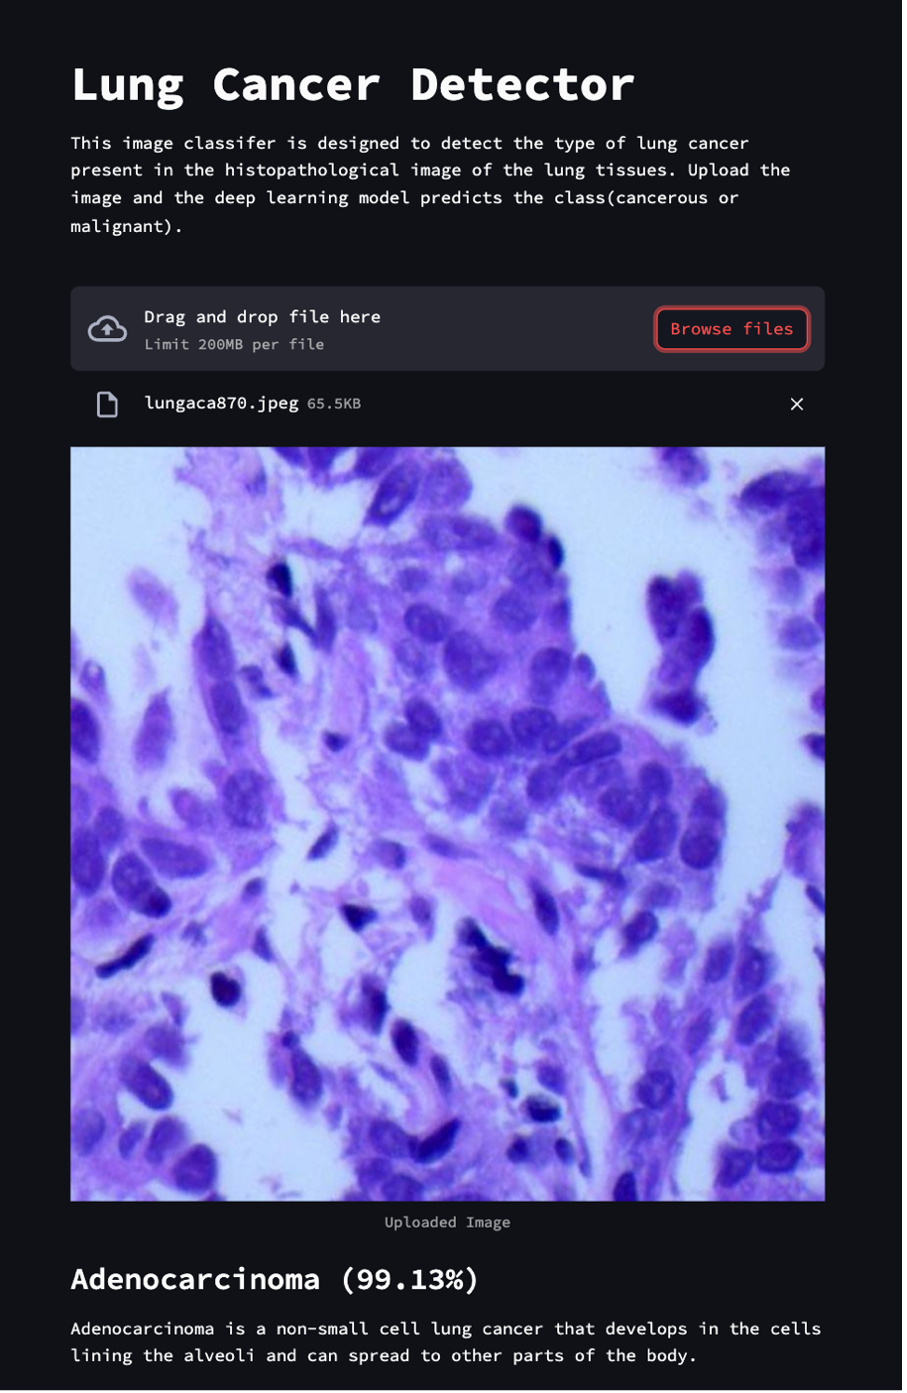 Lung Cancer Detector
This image classifer is designed to detect the type of lung cancer
present in the histopathological image of the lung tissues. Upload the
image and the deep learning model predicts the class(cancerous or
malignant).
Drag and drop file here
Limit 200MB per file
Browse files
lungaca870.jpeg 65.5KB
Uploaded Image
Adenocarcinoma (99.13%)
Adenocarcinoma is a non-small cell lung cancer that develops in the cells
lining the alveoli and can spread to other parts of the body.